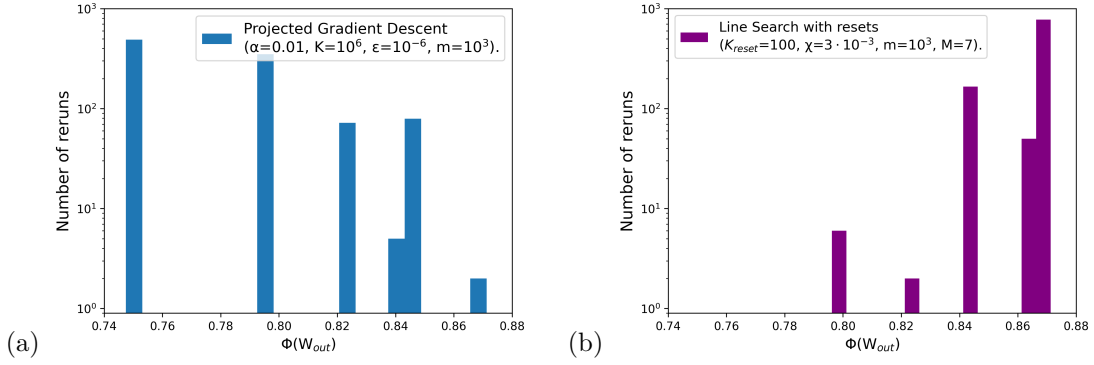 Number of reruns
10³
10²
10¹
10⁰
Projected Gradient Descent
(α=0.01, K=10⁶, ε=10⁻⁶, m=10³).
0.74 0.76 0.78 0.80 0.82 0.84 0.86 0.88
Φ(W_out)
(a)
Number of reruns
10³
10²
10¹
10⁰
Line Search with resets
(K_reset=100, χ=3·10⁻³, m=10³, M=7).
0.74 0.76 0.78 0.80 0.82 0.84 0.86 0.88
Φ(W_out)
(b)